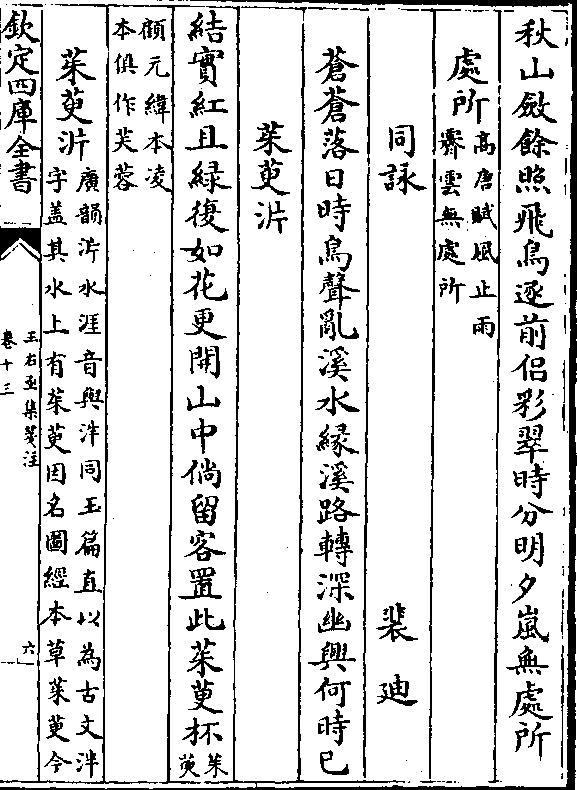 秋山斂餘照飛鳥逐前侶彩翠時分明夕嵐無處所
處所
高唐賦風止雨
霽雲無處所
同詠
裴迪
蒼蒼落日時鳥聲亂溪水緣溪路轉深幽興何時已
茱萸沜
結實紅且緑復如花更開山中倘留客置此茱萸杯
茱
萸
顧元緯本凌
本俱作芙蓉
茱萸沜
廣韻沜水涯音與泮同玉篇直以為古文泮
字葢其水上有茱萸因名圖經本草茱萸今
欽定四庫全書
王右丞集箋注
卷十三
六